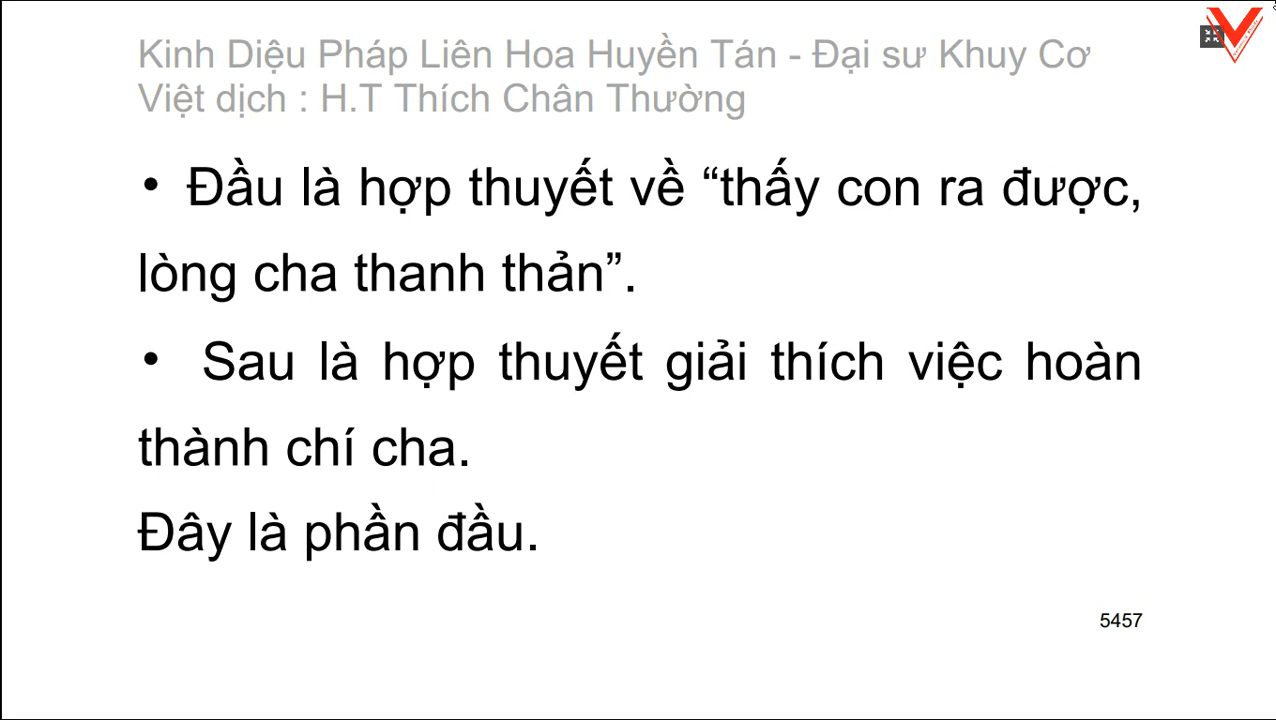 Kinh Diệu Pháp Liên Hoa Huyền Tán - Đại sư Khuy Cơ
Việt dịch : H.T Thích Chân Thường
• Đầu là hợp thuyết về “thấy con ra được,
lòng cha thanh thản”.
• Sau là hợp thuyết giải thích việc hoàn
thành chí cha.
Đây là phần đầu.
5457